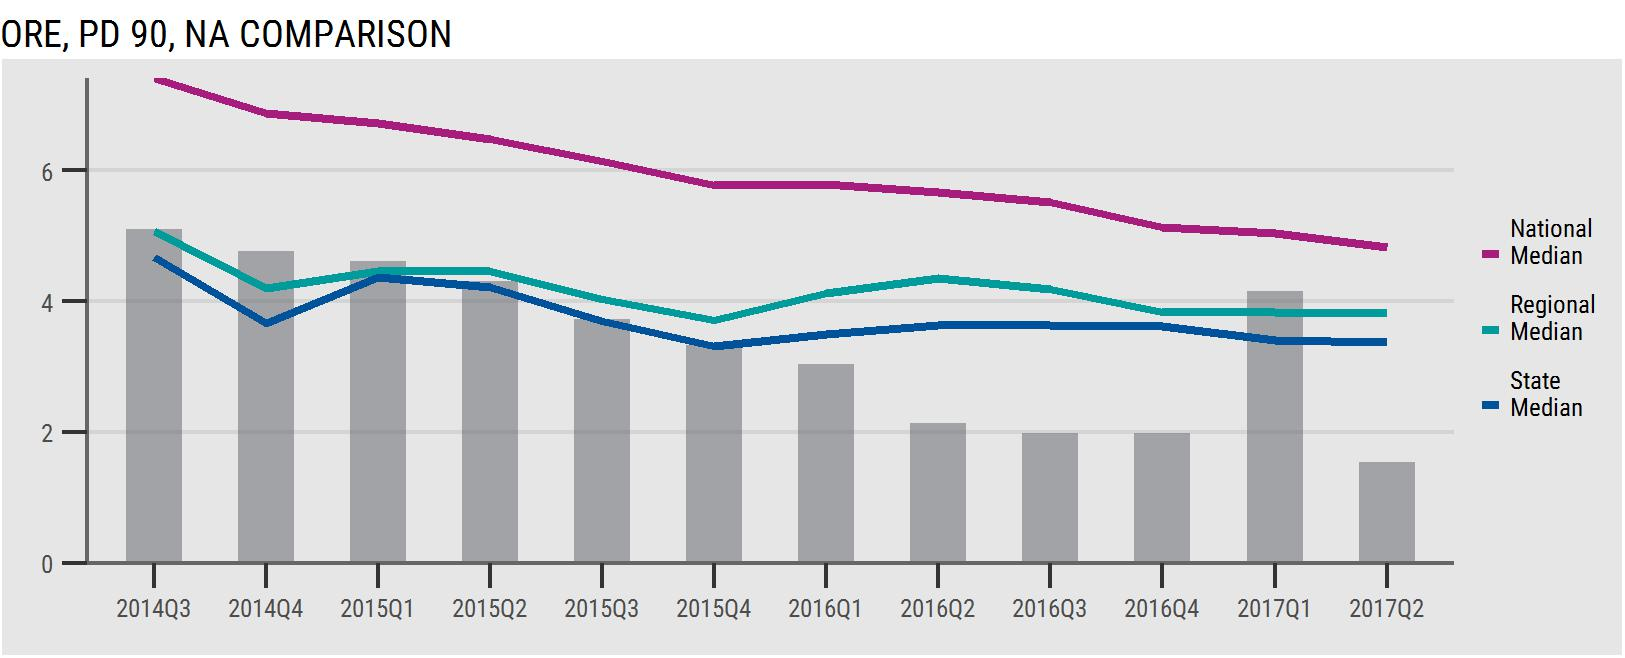 ORE, PD 90, NA COMPARISON
6
4
2
0
2014Q3 2014Q4 2015Q1 2015Q2 2015Q3 2015Q4 2016Q1 2016Q2 2016Q3 2016Q4 2017Q1 2017Q2
National
Median
Regional
Median
State
Median